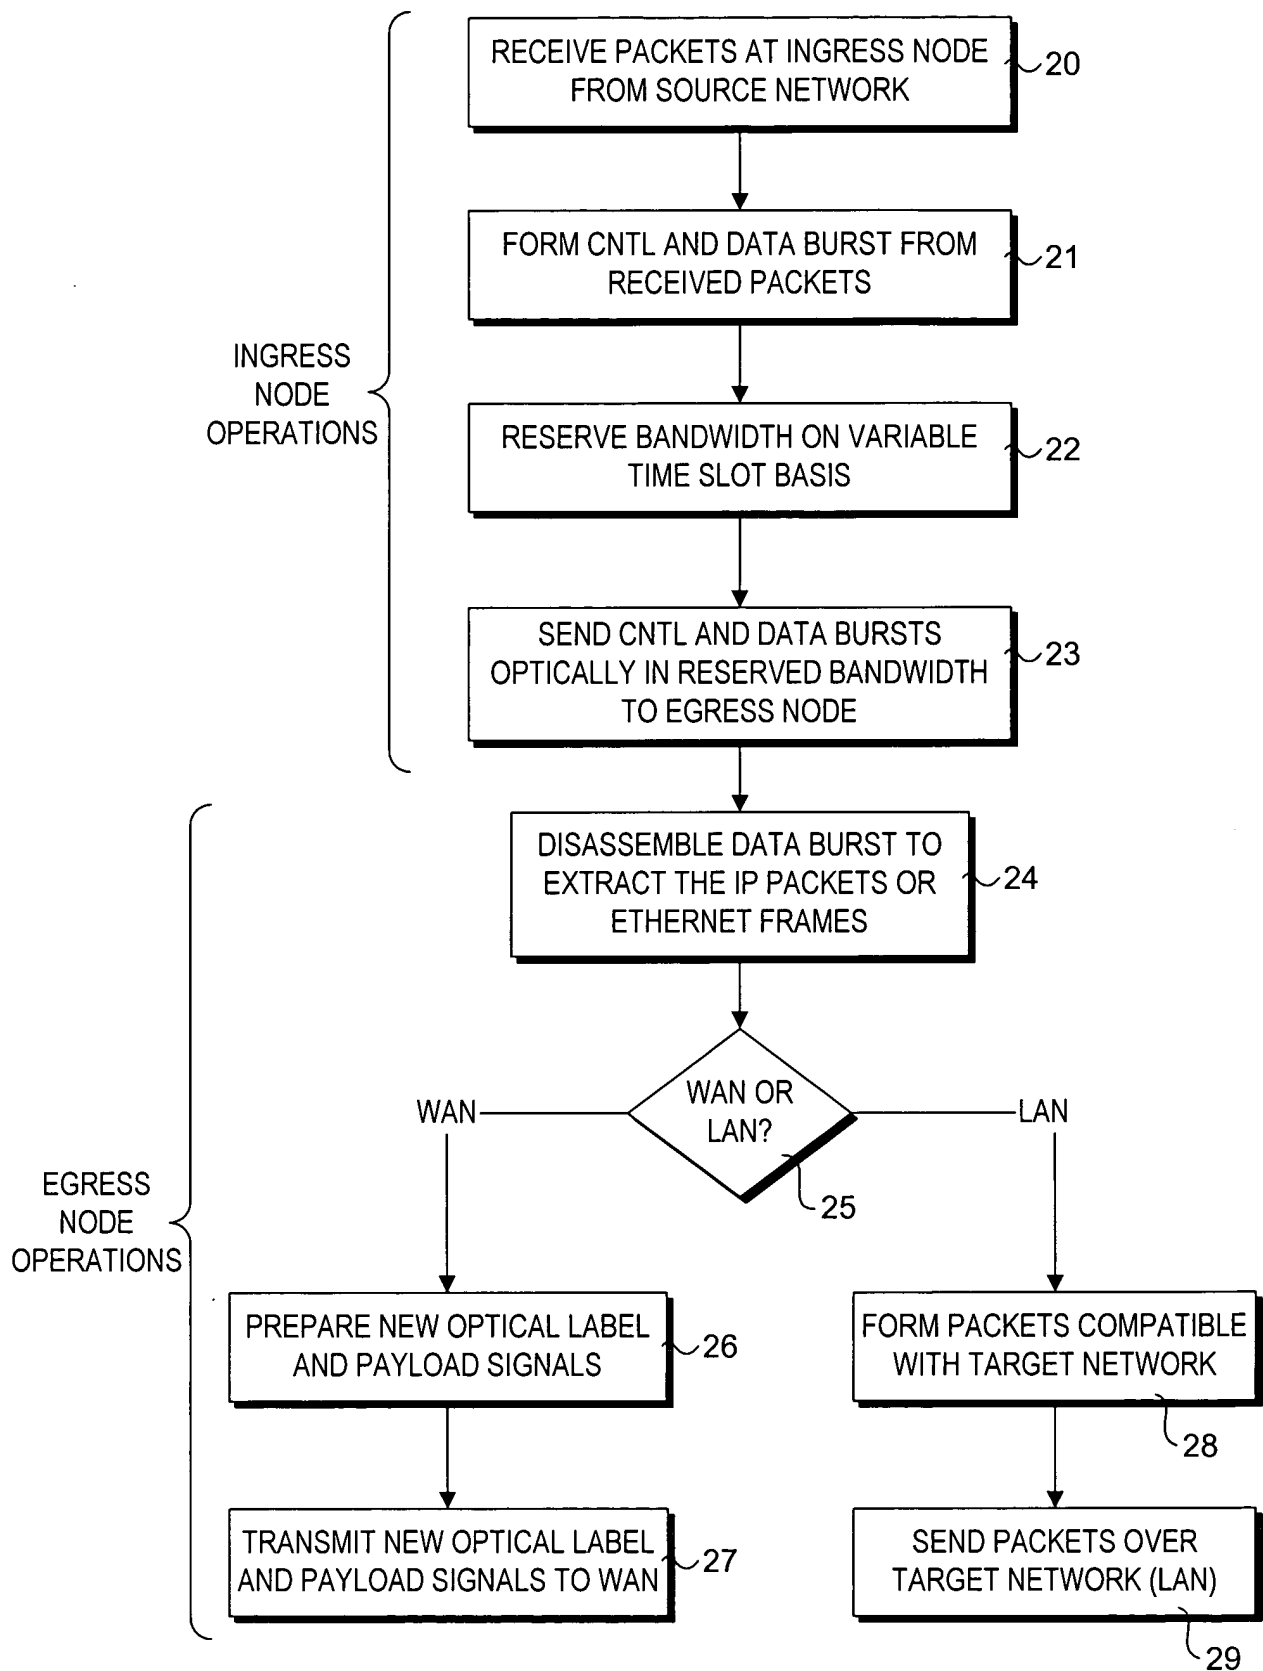 RECEIVE PACKETS AT INGRESS NODE
FROM SOURCE NETWORK
20
FORM CNTL AND DATA BURST FROM
RECEIVED PACKETS
21
INGRESS
NODE
OPERATIONS
RESERVE BANDWIDTH ON VARIABLE
TIME SLOT BASIS
22
SEND CNTL AND DATA BURSTS
OPTICALLY IN RESERVED BANDWIDTH
TO EGRESS NODE
23
DISASSEMBLE DATA BURST TO
EXTRACT THE IP PACKETS OR
ETHERNET FRAMES
24
WAN OR
LAN?
25
WAN
LAN
EGRESS
NODE
OPERATIONS
PREPARE NEW OPTICAL LABEL
AND PAYLOAD SIGNALS
26
FORM PACKETS COMPATIBLE
WITH TARGET NETWORK
28
TRANSMIT NEW OPTICAL LABEL
AND PAYLOAD SIGNALS TO WAN
27
SEND PACKETS OVER
TARGET NETWORK (LAN)
29